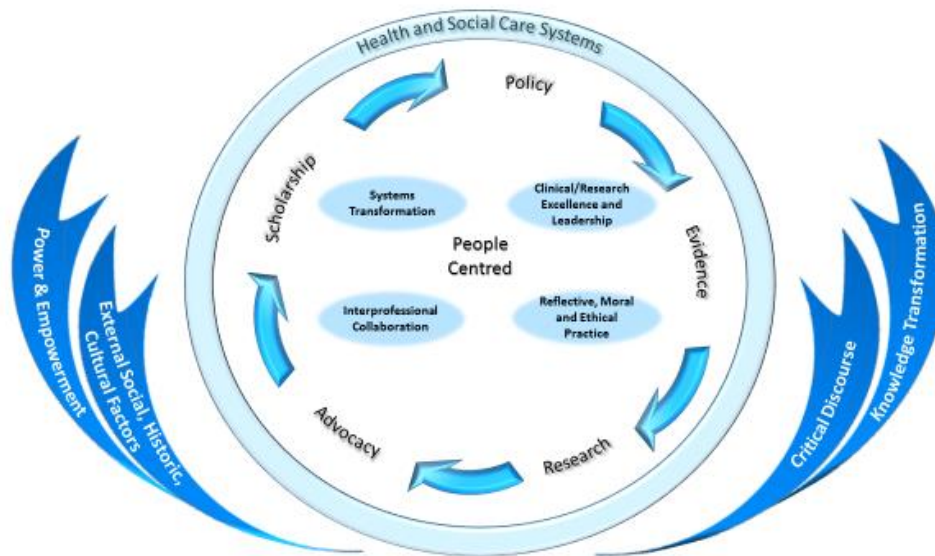 Health and Social Care Systems
Policy
Scholarship
Systems
Transformation
Clinical/Research
Excellence and
Leadership
People
Centred
Evidence
Interprofessional
Collaboration
Reflective, Moral
and Ethical
Practice
Advocacy
Research
Power & Empowerment
External Social, Historic,
Cultural Factors
Critical Discourse
Knowledge Transformation